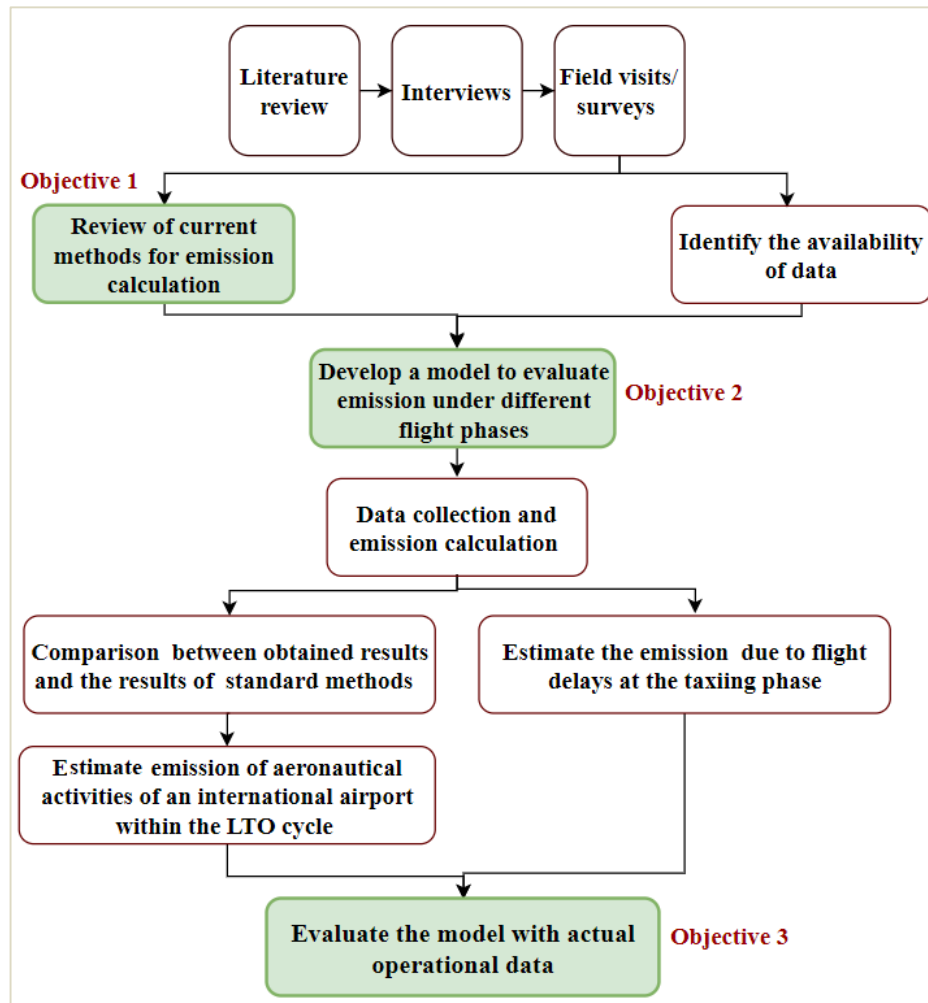 Literature
review
Interviews
Field visits/
surveys
Objective 1
Review of current
methods for emission
calculation
Identify the availability
of data
Develop a model to evaluate
emission under different
flight phases
Objective 2
Data collection and
emission calculation
Comparison between obtained results
and the results of standard methods
Estimate the emission due to flight
delays at the taxiing phase
Estimate emission of aeronautical
activities of an international airport
within the LTO cycle
Evaluate the model with actual
operational data
Objective 3